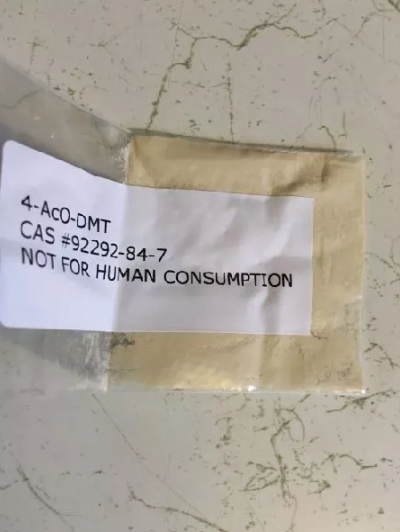 4-AcO-DMT
CAS #92292-84-7
NOT FOR HUMAN CONSUMPTION